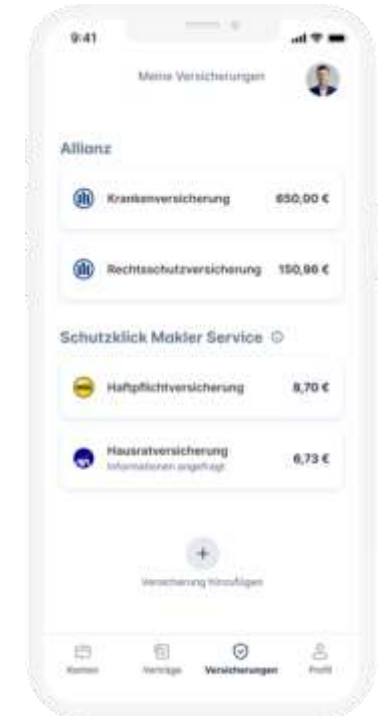 9:41
Meine Versicherungen
Allianz
Krankenversicherung 650,00 €
Rechtsschutzversicherung 150,96 €
Schutzklick Makler Service
Haftpflichtversicherung 8,70 €
Hausratversicherung 6,73 €
Informationen angefragt
Versicherung hinzufügen
Konten Verträge Versicherungen Profil